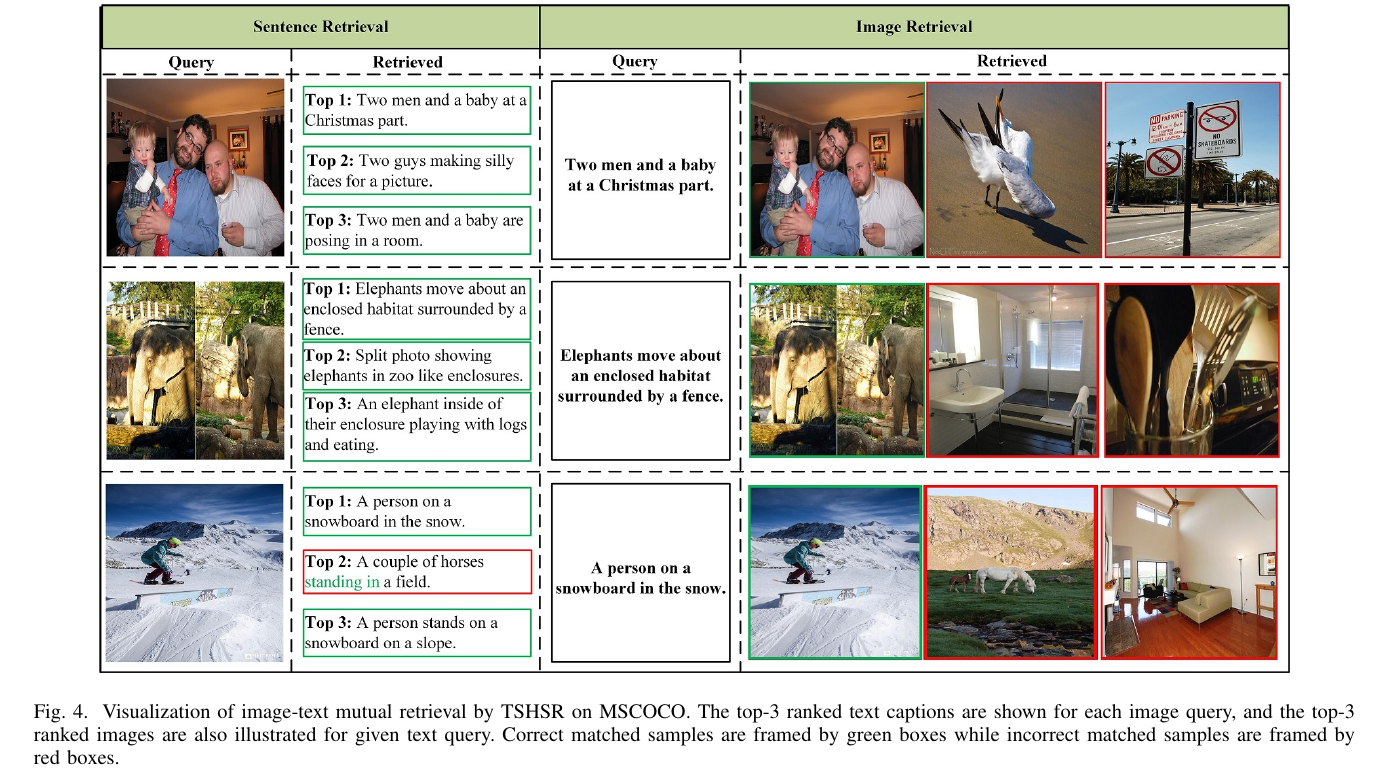 Sentence Retrieval
Image Retrieval
Query
Retrieved
Query
Retrieved
Top 1: Two men and a baby at a
Christmas part.
Top 2: Two guys making silly
faces for a picture.
Top 3: Two men and a baby are
posing in a room.
Two men and a baby
at a Christmas part.
NO PARKING
NO
SKATEBOARDS
Top 1: Elephants move about an
enclosed habitat surrounded by a
fence.
Top 2: Split photo showing
elephants in zoo like enclosures.
Top 3: An elephant inside of
their enclosure playing with logs
and eating.
Elephants move about
an enclosed habitat
surrounded by a fence.
Top 1: A person on a
snowboard in the snow.
Top 2: A couple of horses
standing in a field.
Top 3: A person stands on a
snowboard on a slope.
A person on a
snowboard in the snow.
Fig. 4. Visualization of image-text mutual retrieval by TSHSR on MSCOCO. The top-3 ranked text captions are shown for each image query, and the top-3
ranked images are also illustrated for given text query. Correct matched samples are framed by green boxes while incorrect matched samples are framed by
red boxes.